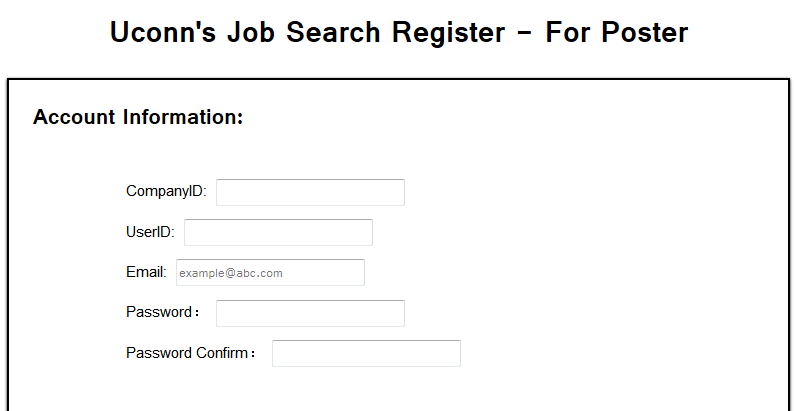 Uconn's Job Search Register - For Poster
Account Information:
CompanyID:
UserID:
Email: example@abc.com
Password：
Password Confirm：